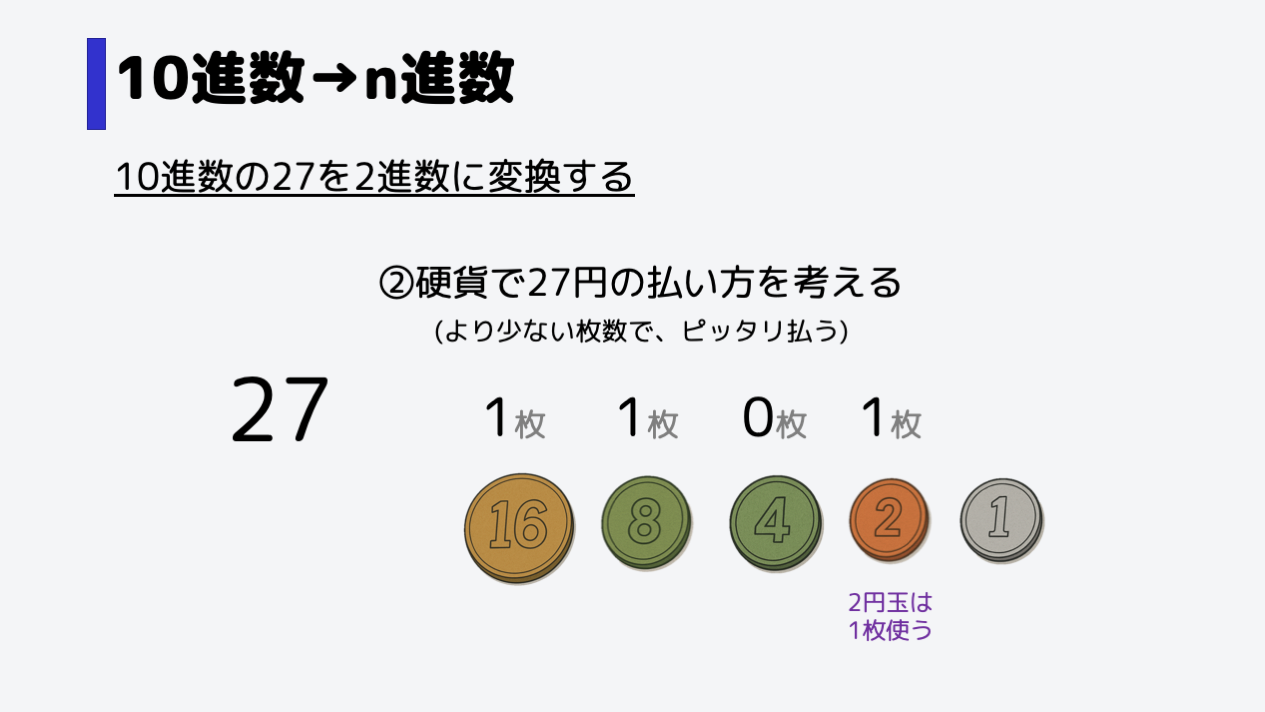 10進数→n進数
10進数の27を2進数に変換する
②硬貨で27円の払い方を考える
(より少ない枚数で、ピッタリ払う)
27
1枚 1枚 0枚 1枚
16 8 4 2 1
2円玉は
1枚使う